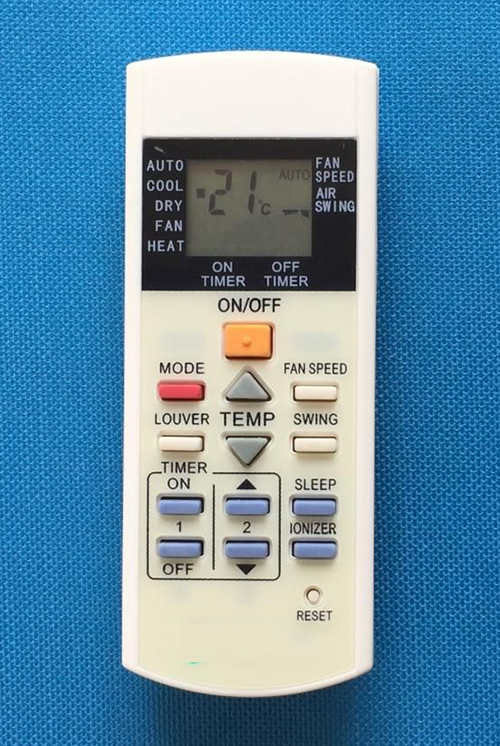 AUTO
COOL
DRY
FAN
HEAT
21°C
AUTO
FAN
SPEED
AIR
SWING
ON
TIMER
OFF
TIMER
ON/OFF
MODE
FAN SPEED
LOUVER
TEMP
SWING
TIMER
ON
SLEEP
1
2
IONIZER
OFF
RESET